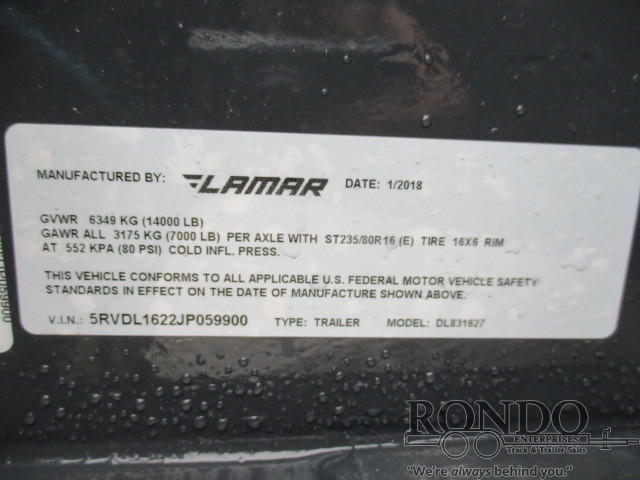 MANUFACTURED BY: LAMAR DATE: 1/2018
GVWR 6349 KG (14000 LB)
GAWR ALL 3175 KG (7000 LB) PER AXLE WITH ST235/80R16 (E) TIRE 16X6 RIM
AT 552 KPA (80 PSI) COLD INFL. PRESS.
THIS VEHICLE CONFORMS TO ALL APPLICABLE U.S. FEDERAL MOTOR VEHICLE SAFETY
STANDARDS IN EFFECT ON THE DATE OF MANUFACTURE SHOWN ABOVE.
V.I.N.: 5RVDL1622JP059900 TYPE: TRAILER MODEL: DL831627
RONDO
ENTERPRISES
Truck & Trailer Sales
"We're always behind you."